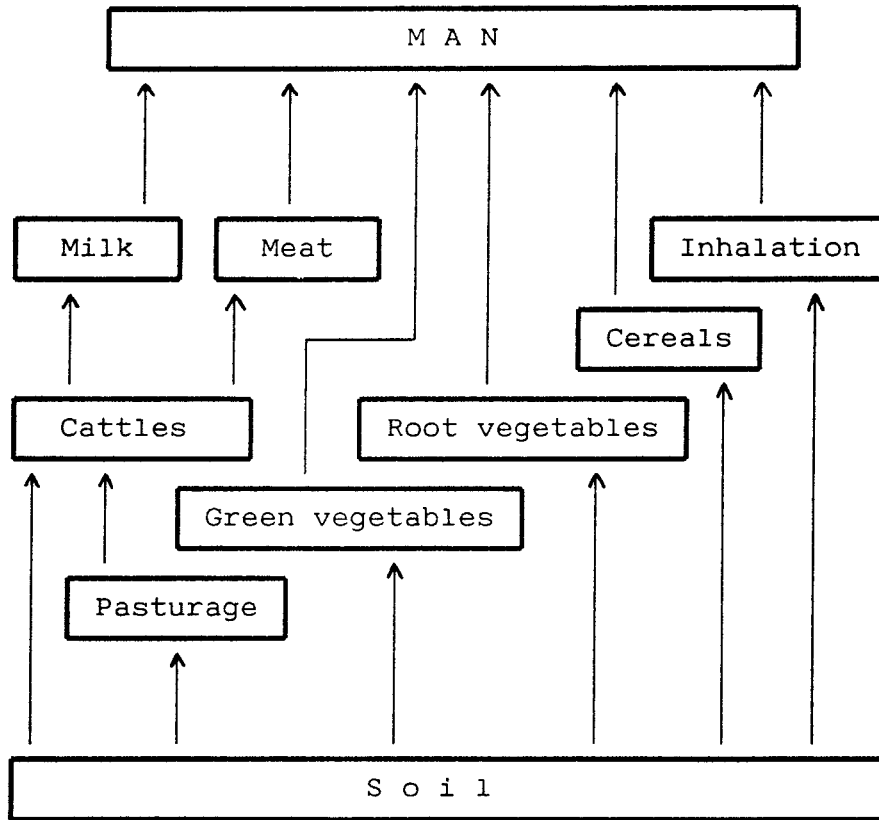 M A N
Milk
Meat
Inhalation
Cereals
Cattles
Root vegetables
Green vegetables
Pasturage
S o i l